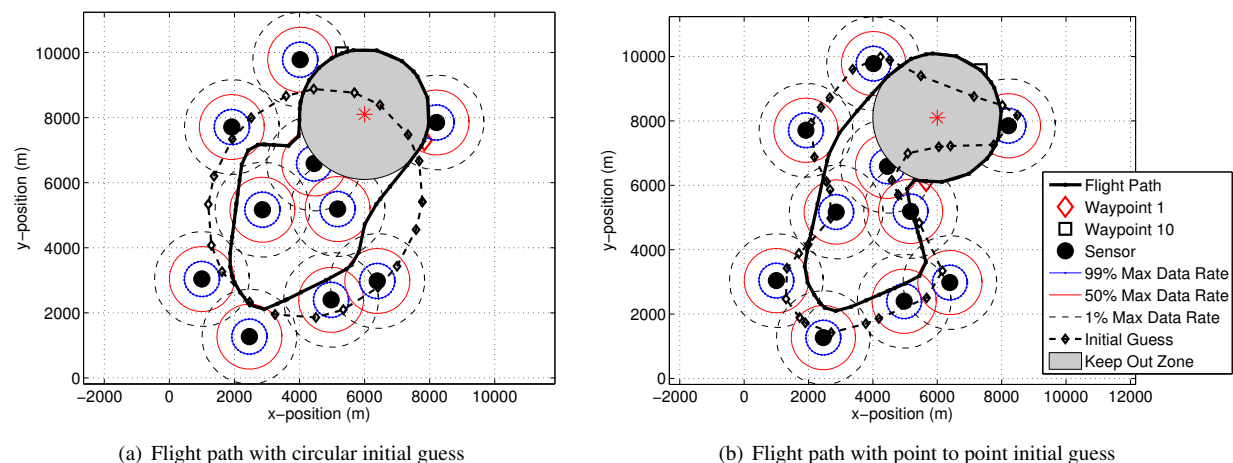 10000
8000
6000
4000
2000
0
y−position (m)
−2000 0 2000 4000 6000 8000 10000
x−position (m)
(a) Flight path with circular initial guess
10000
8000
6000
4000
2000
0
y−position (m)
−2000 0 2000 4000 6000 8000 10000 12000
x−position (m)
Flight Path
Waypoint 1
Waypoint 10
Sensor
99% Max Data Rate
50% Max Data Rate
1% Max Data Rate
Initial Guess
Keep Out Zone
(b) Flight path with point to point initial guess